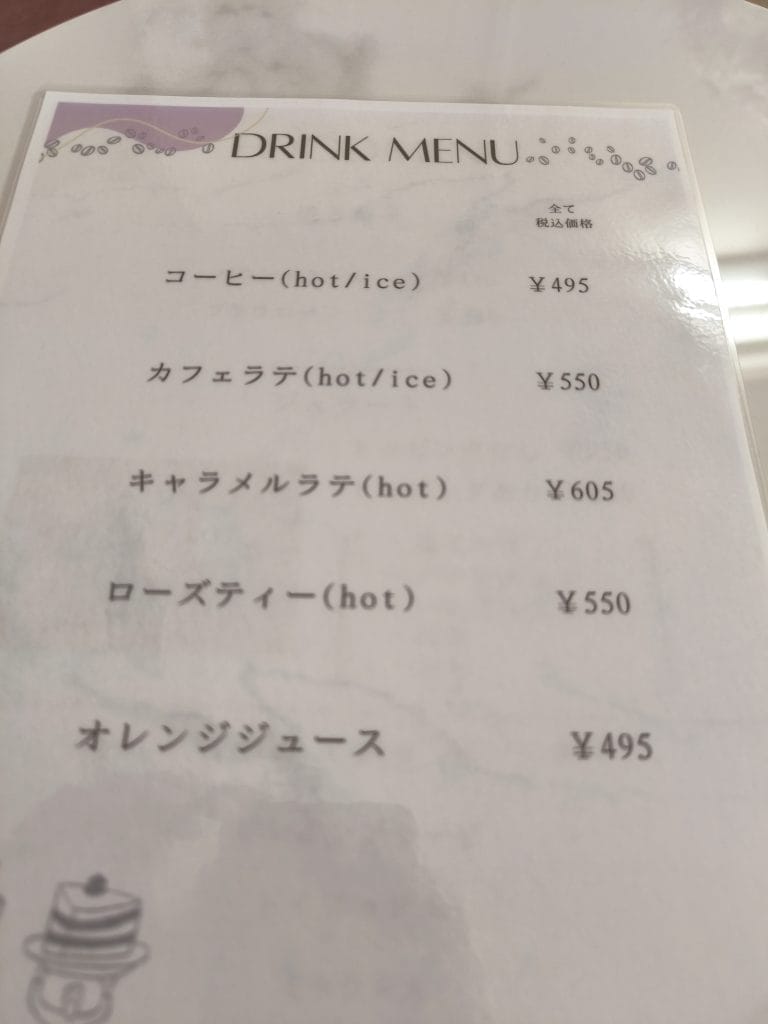 DRINK MENU
全て
税込価格
コーヒー(hot/ice) ￥495
カフェラテ(hot/ice) ￥550
キャラメルラテ(hot) ￥605
ローズティー(hot) ￥550
オレンジジュース ￥495